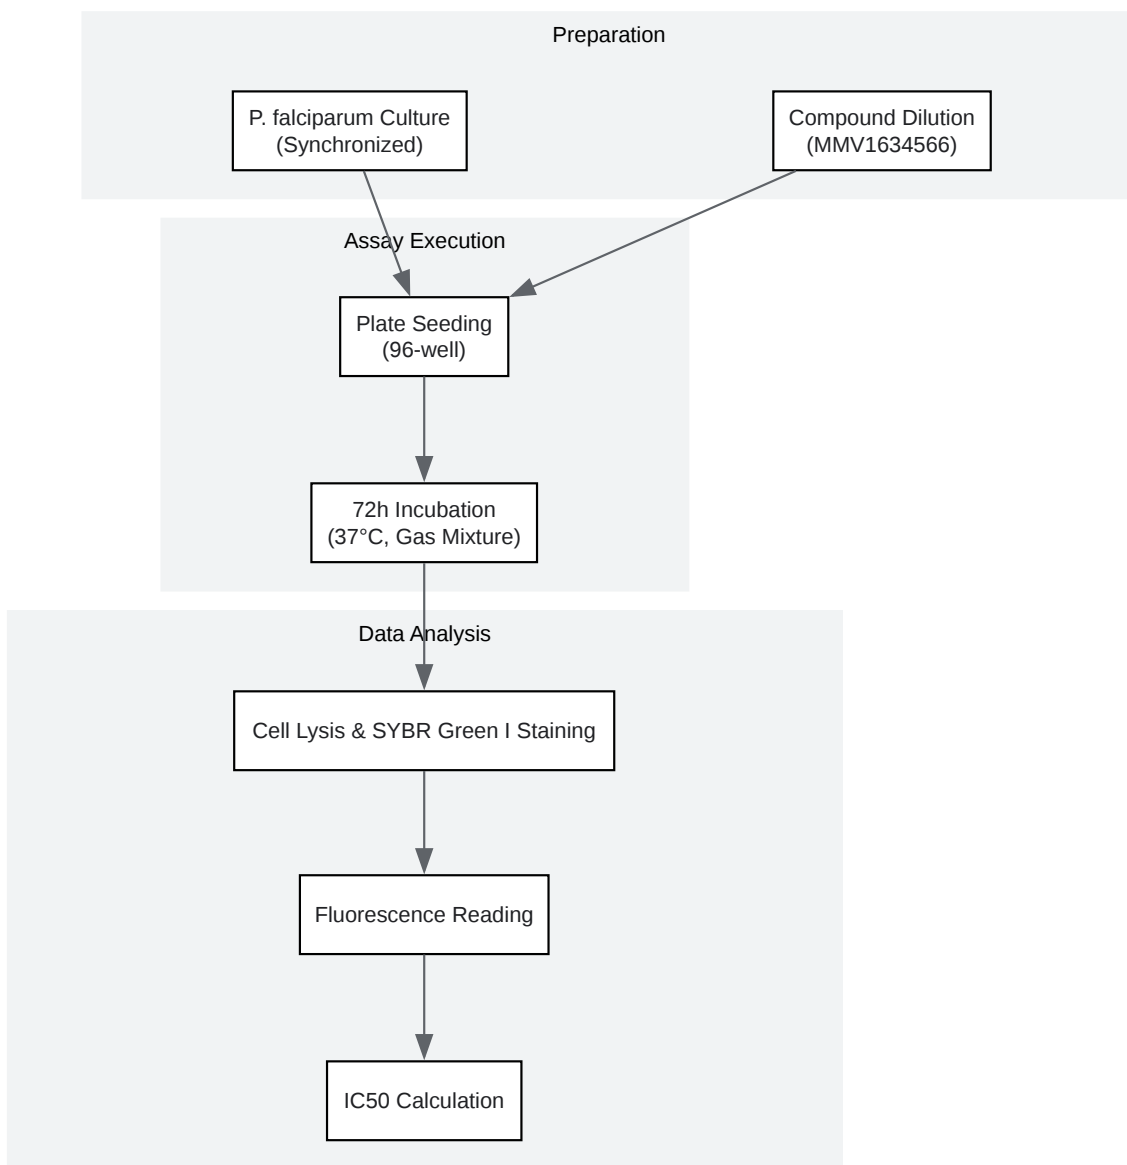 Preparation
P. falciparum Culture
(Synchronized)
Compound Dilution
(MMV1634566)
Assay Execution
Plate Seeding
(96-well)
72h Incubation
(37°C, Gas Mixture)
Data Analysis
Cell Lysis & SYBR Green I Staining
Fluorescence Reading
IC50 Calculation